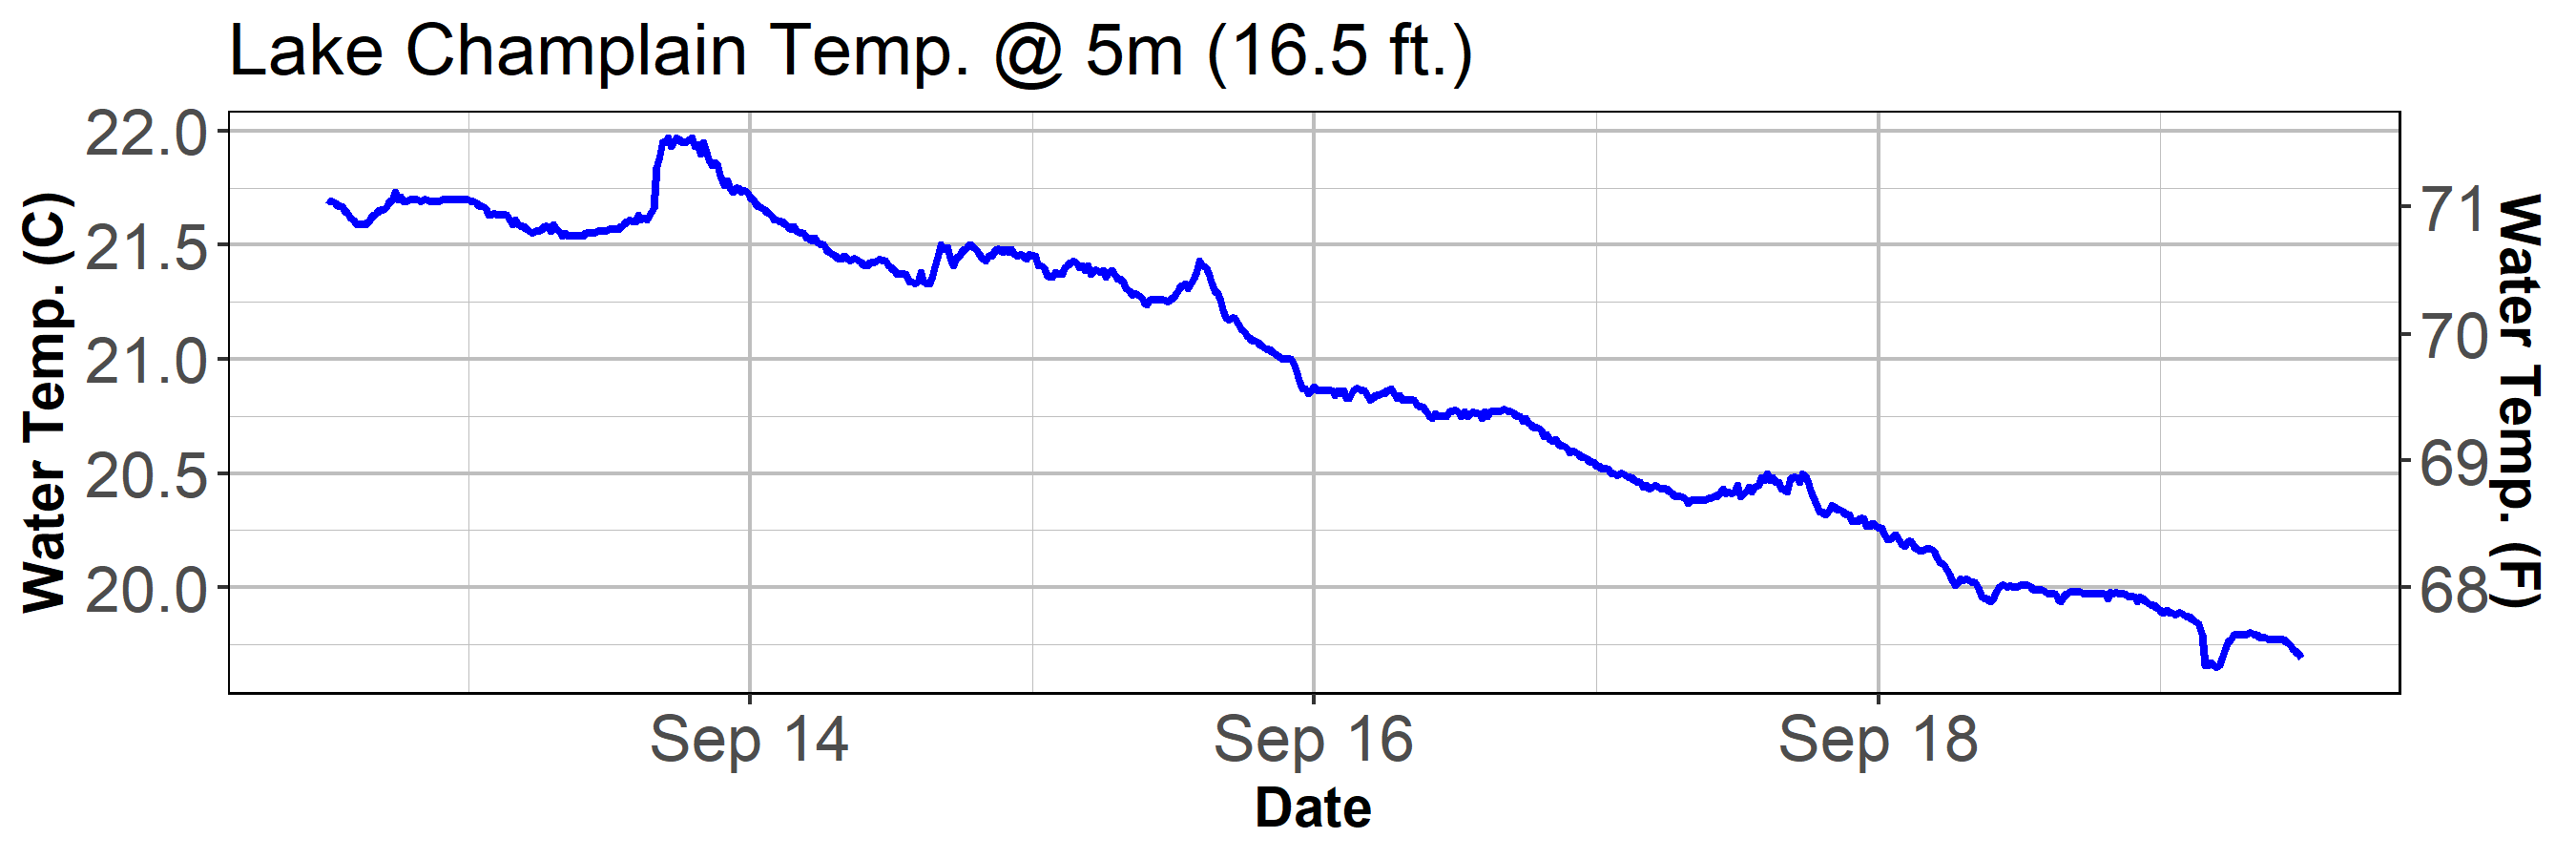 Lake Champlain Temp. @ 5m (16.5 ft.)
Water Temp. (C)
22.0
21.5
21.0
20.5
20.0
71
70
69
68
Water Temp. (F)
Sep 14
Sep 16
Sep 18
Date